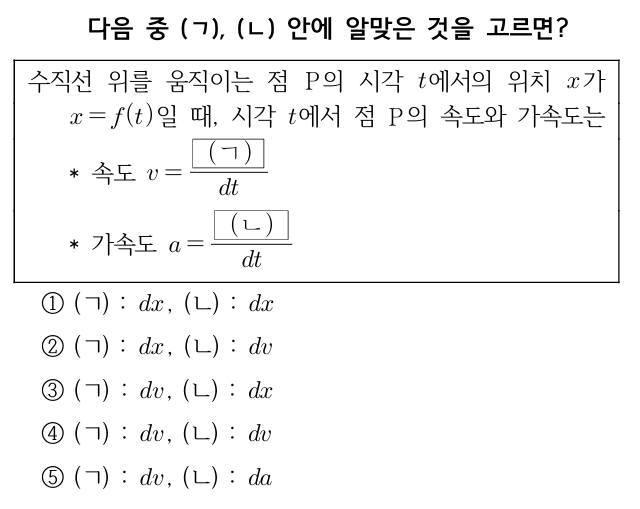 다음 중 (ㄱ), (ㄴ) 안에 알맞은 것을 고르면?
수직선 위를 움직이는 점 P의 시각 t에서의 위치 x가
x=f(t)일 때, 시각 t에서 점 P의 속도와 가속도는
* 속도 v = (ㄱ) / dt
* 가속도 a = (ㄴ) / dt
① (ㄱ) : dx, (ㄴ) : dx
② (ㄱ) : dx, (ㄴ) : dv
③ (ㄱ) : dv, (ㄴ) : dx
④ (ㄱ) : dv, (ㄴ) : dv
⑤ (ㄱ) : dv, (ㄴ) : da